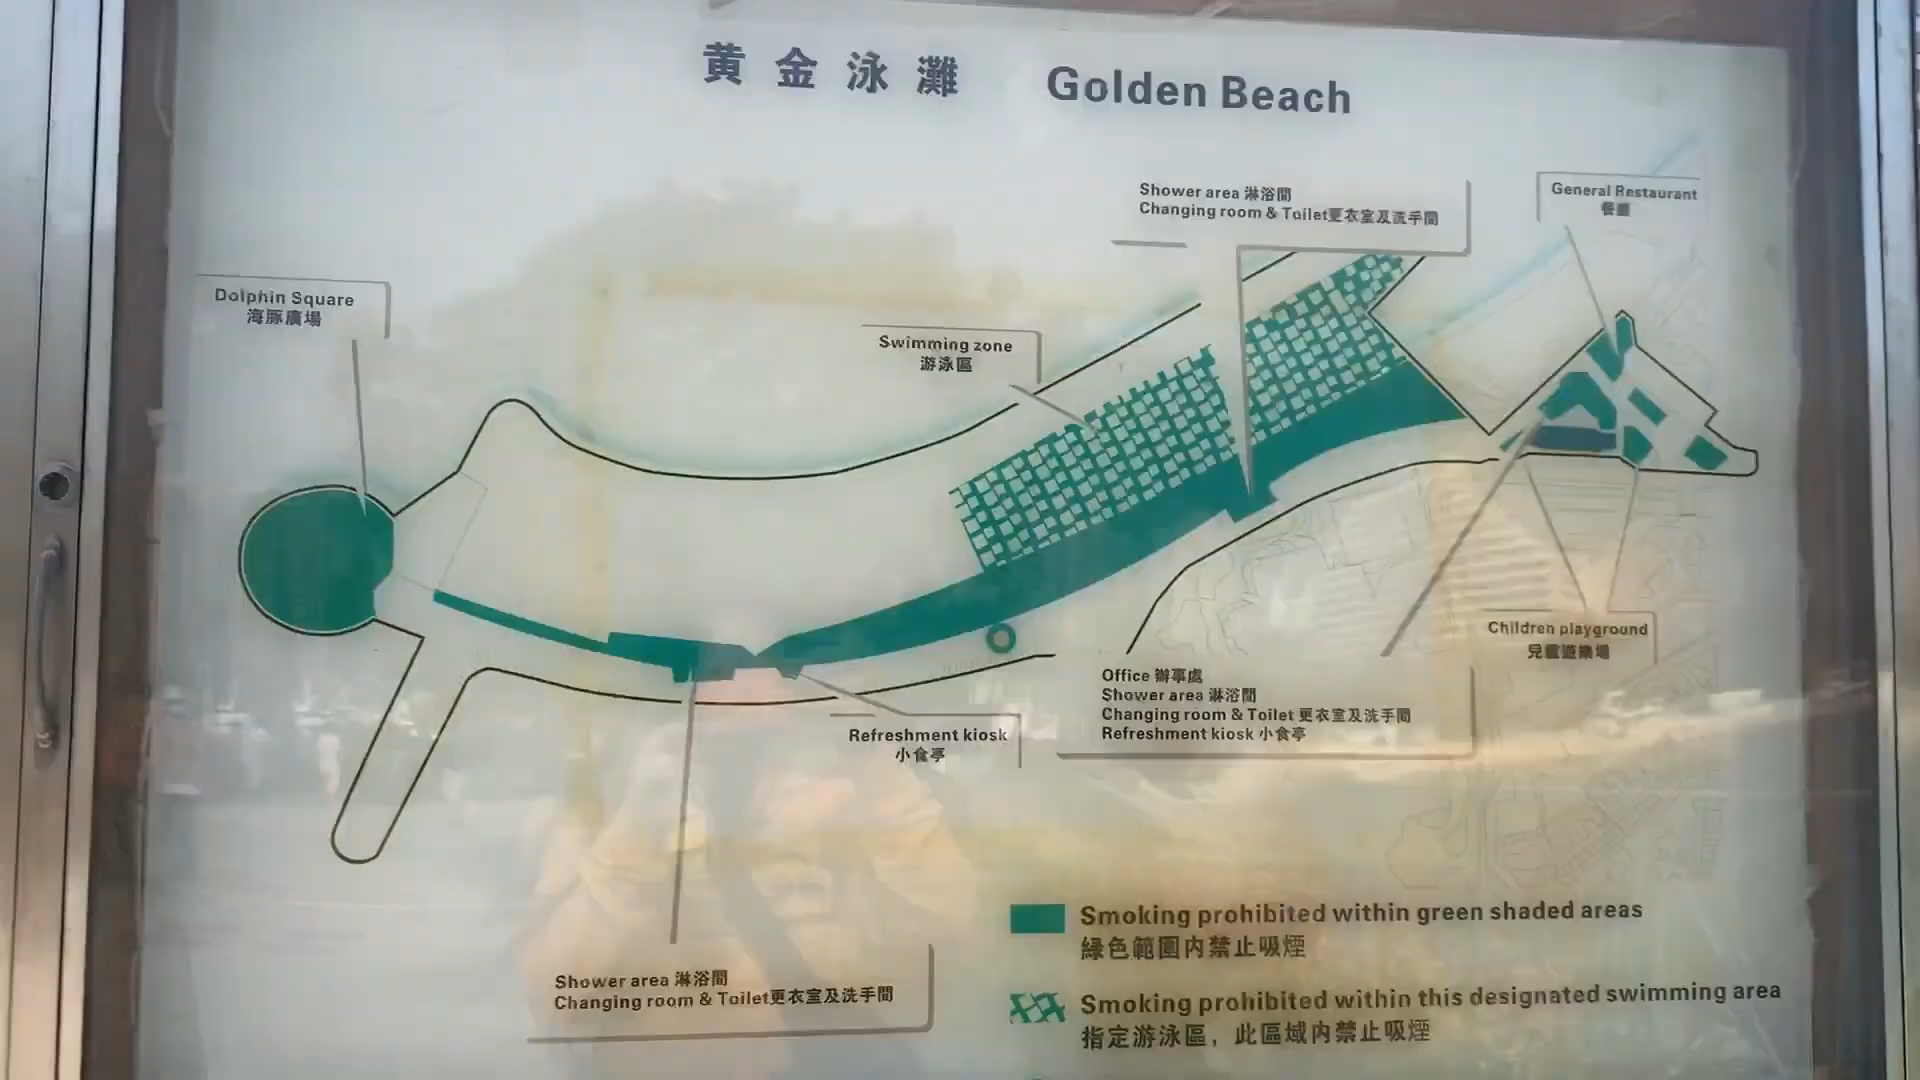 黄金泳灘 Golden Beach
Shower area 淋浴間
Changing room & Toilet更衣室及洗手間
General Restaurant
餐廳
Dolphin Square
海豚廣場
Swimming zone
游泳區
Children playground
兒童遊樂場
Office 辦事處
Shower area 淋浴間
Changing room & Toilet 更衣室及洗手間
Refreshment kiosk 小食亭
Refreshment kiosk
小食亭
Shower area 淋浴間
Changing room & Toilet更衣室及洗手間
Smoking prohibited within green shaded areas
綠色範圍內禁止吸煙
Smoking prohibited within this designated swimming area
指定游泳區，此區域內禁止吸煙